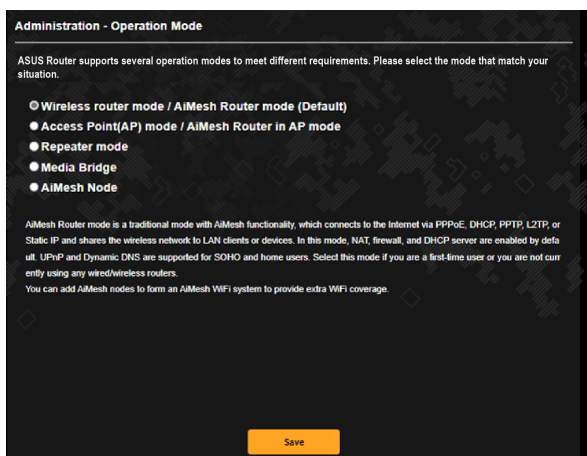 Administration - Operation Mode
ASUS Router supports several operation modes to meet different requirements. Please select the mode that match your
situation.
Wireless router mode / AiMesh Router mode (Default)
Access Point(AP) mode / AiMesh Router in AP mode
Repeater mode
Media Bridge
AiMesh Node
AiMesh Router mode is a traditional mode with AiMesh functionality, which connects to the Internet via PPPoE, DHCP, PPTP, L2TP, or
Static IP and shares the wireless network to LAN clients or devices. In this mode, NAT, firewall, and DHCP server are enabled by defa
ult. UPnP and Dynamic DNS are supported for SOHO and home users. Select this mode if you are a first-time user or you are not curr
ently using any wired/wireless routers.
You can add AiMesh nodes to form an AiMesh WiFi system to provide extra WiFi coverage.
Save